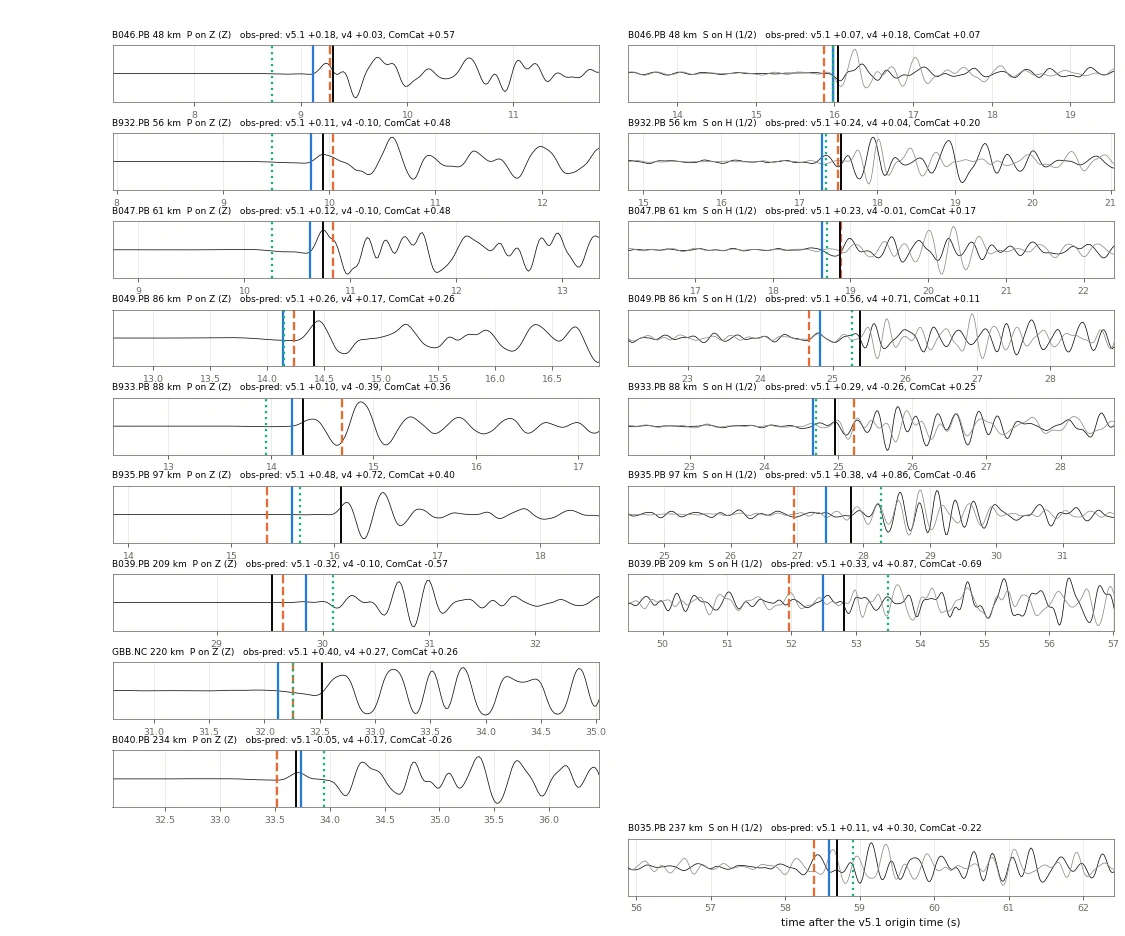 B046.PB 48 km  P on Z (Z)   obs-pred: v5.1 +0.18, v4 +0.03, ComCat +0.57
8 9 10 11
B046.PB 48 km  S on H (1/2)   obs-pred: v5.1 +0.07, v4 +0.18, ComCat +0.07
14 15 16 17 18 19
B932.PB 56 km  P on Z (Z)   obs-pred: v5.1 +0.11, v4 -0.10, ComCat +0.48
8 9 10 11 12
B932.PB 56 km  S on H (1/2)   obs-pred: v5.1 +0.24, v4 +0.04, ComCat +0.20
15 16 17 18 19 20 21
B047.PB 61 km  P on Z (Z)   obs-pred: v5.1 +0.12, v4 -0.10, ComCat +0.48
9 10 11 12 13
B047.PB 61 km  S on H (1/2)   obs-pred: v5.1 +0.23, v4 -0.01, ComCat +0.17
17 18 19 20 21 22
B049.PB 86 km  P on Z (Z)   obs-pred: v5.1 +0.26, v4 +0.17, ComCat +0.26
13.0 13.5 14.0 14.5 15.0 15.5 16.0 16.5
B049.PB 86 km  S on H (1/2)   obs-pred: v5.1 +0.56, v4 +0.71, ComCat +0.11
23 24 25 26 27 28
B933.PB 88 km  P on Z (Z)   obs-pred: v5.1 +0.10, v4 -0.39, ComCat +0.36
13 14 15 16 17
B933.PB 88 km  S on H (1/2)   obs-pred: v5.1 +0.29, v4 -0.26, ComCat +0.25
23 24 25 26 27 28
B935.PB 97 km  P on Z (Z)   obs-pred: v5.1 +0.48, v4 +0.72, ComCat +0.40
14 15 16 17 18
B935.PB 97 km  S on H (1/2)   obs-pred: v5.1 +0.38, v4 +0.86, ComCat -0.46
25 26 27 28 29 30 31
B039.PB 209 km  P on Z (Z)   obs-pred: v5.1 -0.32, v4 -0.10, ComCat -0.57
29 30 31 32
B039.PB 209 km  S on H (1/2)   obs-pred: v5.1 +0.33, v4 +0.87, ComCat -0.69
50 51 52 53 54 55 56 57
GBB.NC 220 km  P on Z (Z)   obs-pred: v5.1 +0.40, v4 +0.27, ComCat +0.26
31.0 31.5 32.0 32.5 33.0 33.5 34.0 34.5 35.0
B040.PB 234 km  P on Z (Z)   obs-pred: v5.1 -0.05, v4 +0.17, ComCat -0.26
32.5 33.0 33.5 34.0 34.5 35.0 35.5 36.0
B035.PB 237 km  S on H (1/2)   obs-pred: v5.1 +0.11, v4 +0.30, ComCat -0.22
56 57 58 59 60 61 62
time after the v5.1 origin time (s)